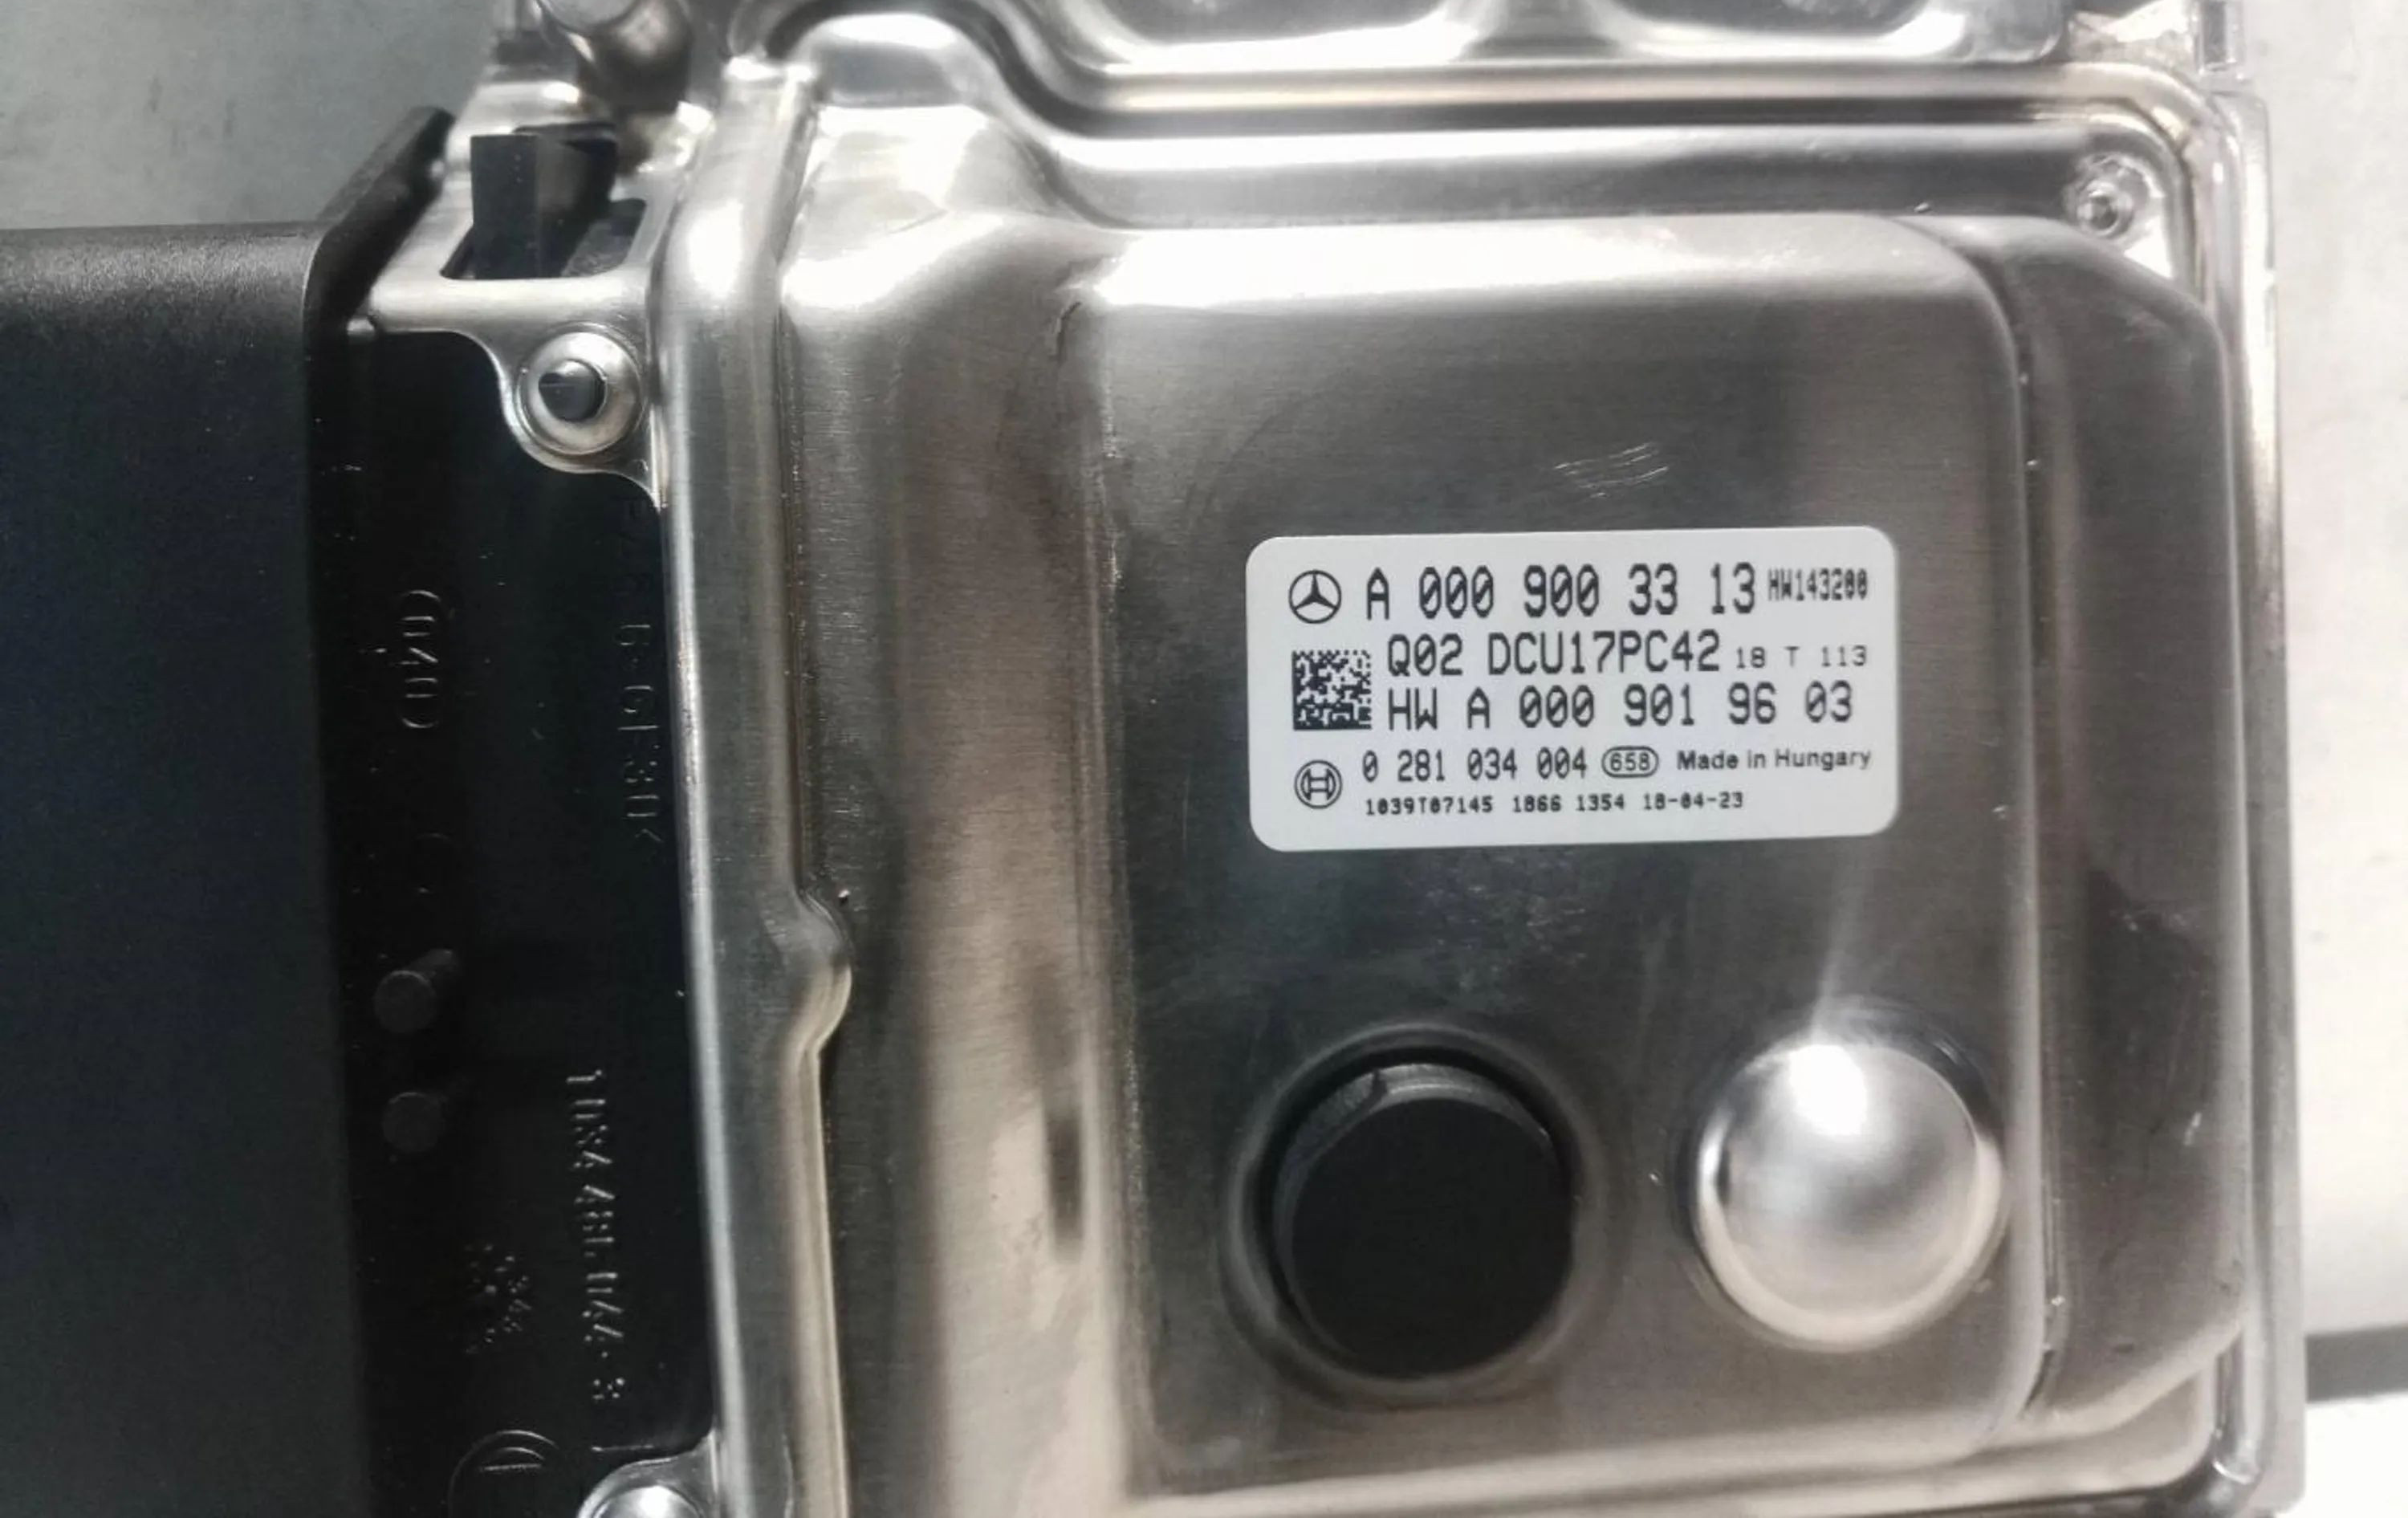 A 000 900 33 13 HW143200
Q02 DCU17PC42 18 T 113
HW A 000 901 96 03
0 281 034 004 658 Made in Hungary
1039T07145 1866 1354 18-04-23